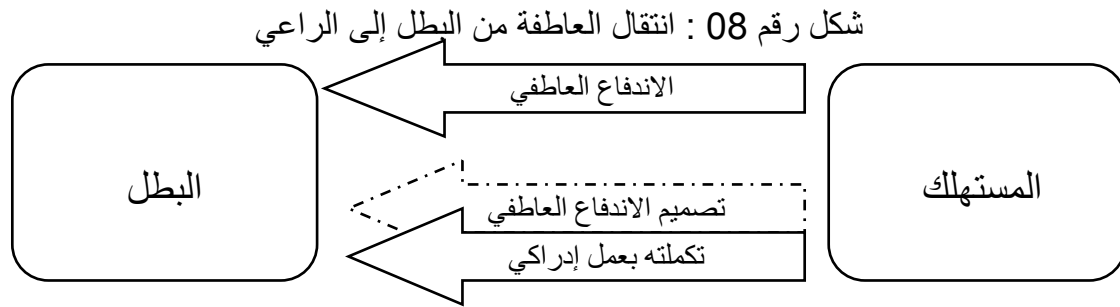 شكل رقم 08 : انتقال العاطفة من البطل إلى الراعي
المستهلك
الاندفاع العاطفي
تصميم الاندفاع العاطفي
تكملته بعمل إدراكي
البطل